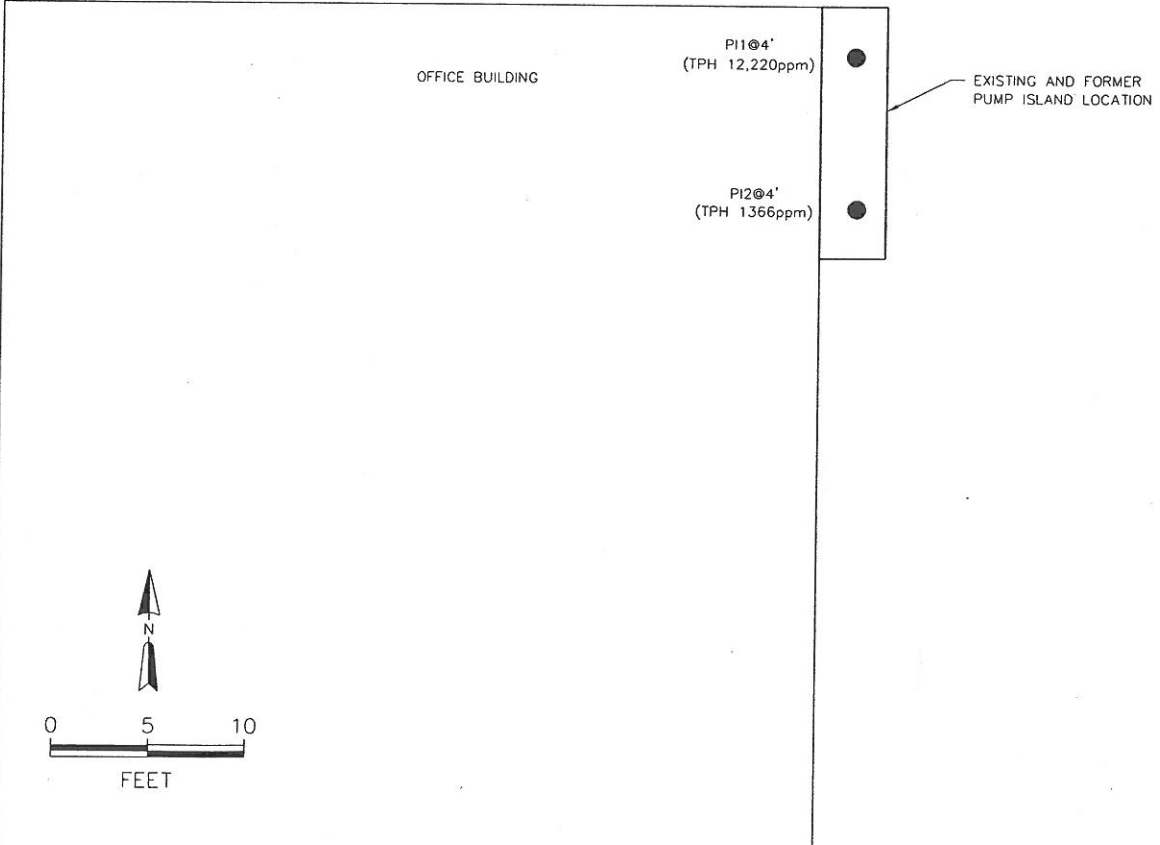 PI1@4'
(TPH 12,220ppm)
OFFICE BUILDING
EXISTING AND FORMER
PUMP ISLAND LOCATION
PI2@4'
(TPH 1366ppm)
N
0 5 10
FEET